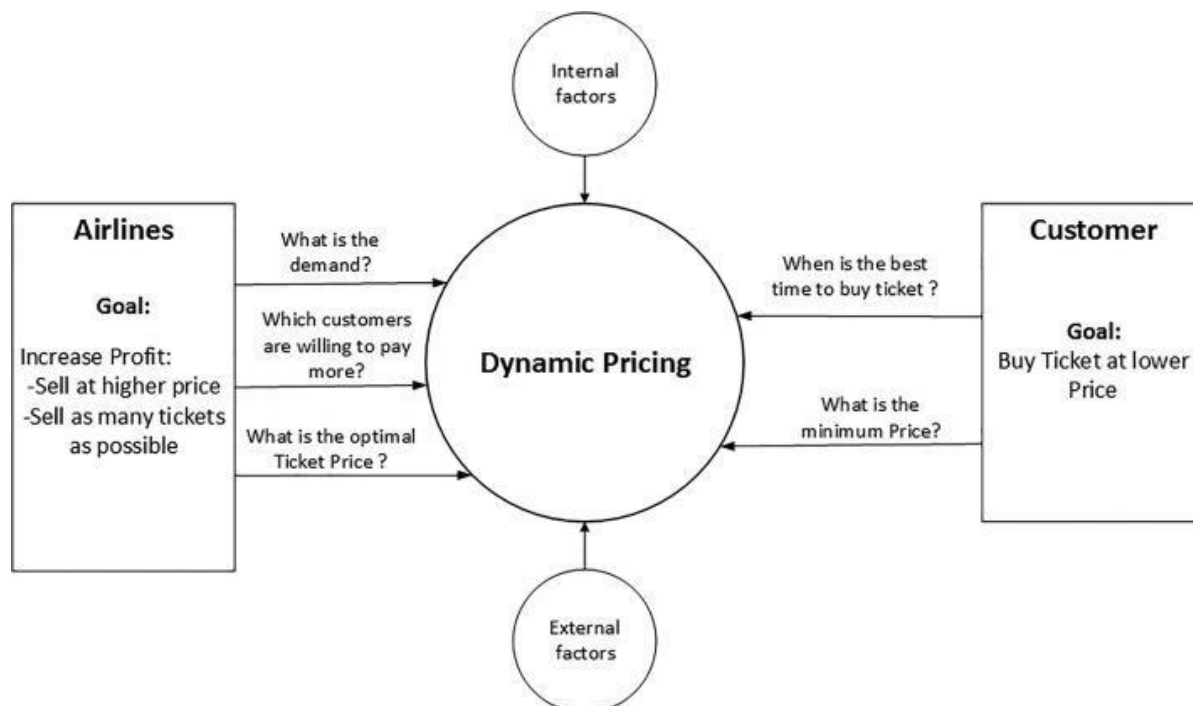 Internal
factors
Airlines
Goal:
Increase Profit:
-Sell at higher price
-Sell as many tickets
as possible
What is the
demand?
Which customers
are willing to pay
more?
What is the optimal
Ticket Price ?
Dynamic Pricing
When is the best
time to buy ticket ?
What is the
minimum Price?
Customer
Goal:
Buy Ticket at lower
Price
External
factors